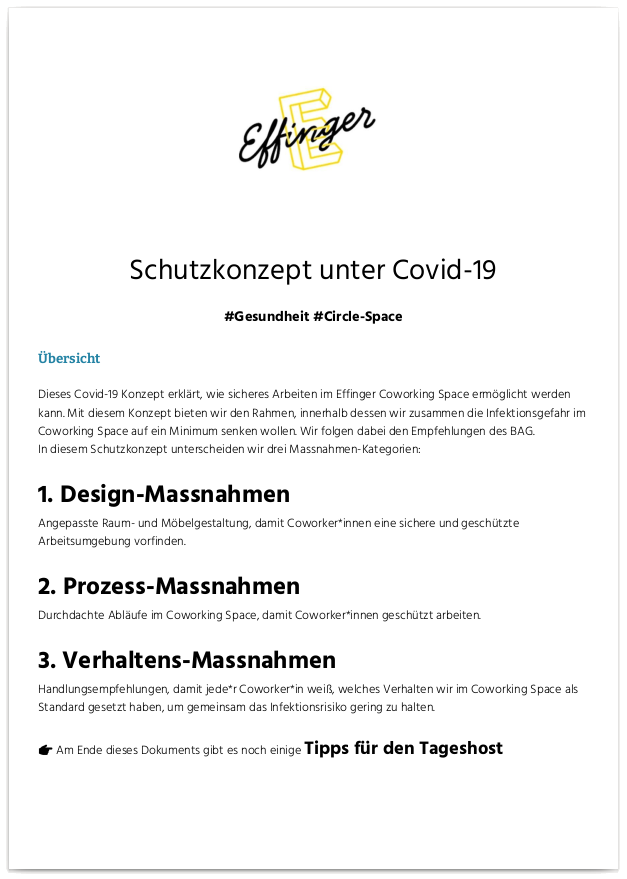 Effinger
Schutzkonzept unter Covid-19
#Gesundheit #Circle-Space
Übersicht
Dieses Covid-19 Konzept erklärt, wie sicheres Arbeiten im Effinger Coworking Space ermöglicht werden
kann. Mit diesem Konzept bieten wir den Rahmen, innerhalb dessen wir zusammen die Infektionsgefahr im
Coworking Space auf ein Minimum senken wollen. Wir folgen dabei den Empfehlungen des BAG.
In diesem Schutzkonzept unterscheiden wir drei Massnahmen-Kategorien:
1. Design-Massnahmen
Angepasste Raum- und Möbelgestaltung, damit Coworker*innen eine sichere und geschützte
Arbeitsumgebung vorfinden.
2. Prozess-Massnahmen
Durchdachte Abläufe im Coworking Space, damit Coworker*innen geschützt arbeiten.
3. Verhaltens-Massnahmen
Handlungsempfehlungen, damit jede*r Coworker*in weiß, welches Verhalten wir im Coworking Space als
Standard gesetzt haben, um gemeinsam das Infektionsrisiko gering zu halten.
☛ Am Ende dieses Dokuments gibt es noch einige Tipps für den Tageshost